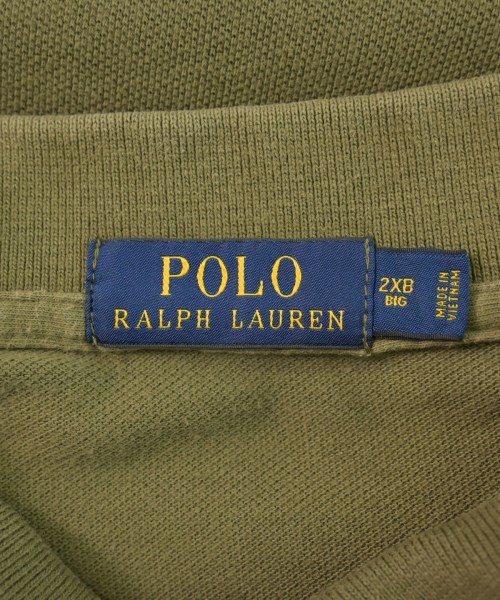 POLO
RALPH LAUREN
2XB
BIG
MADE IN
VIETNAM